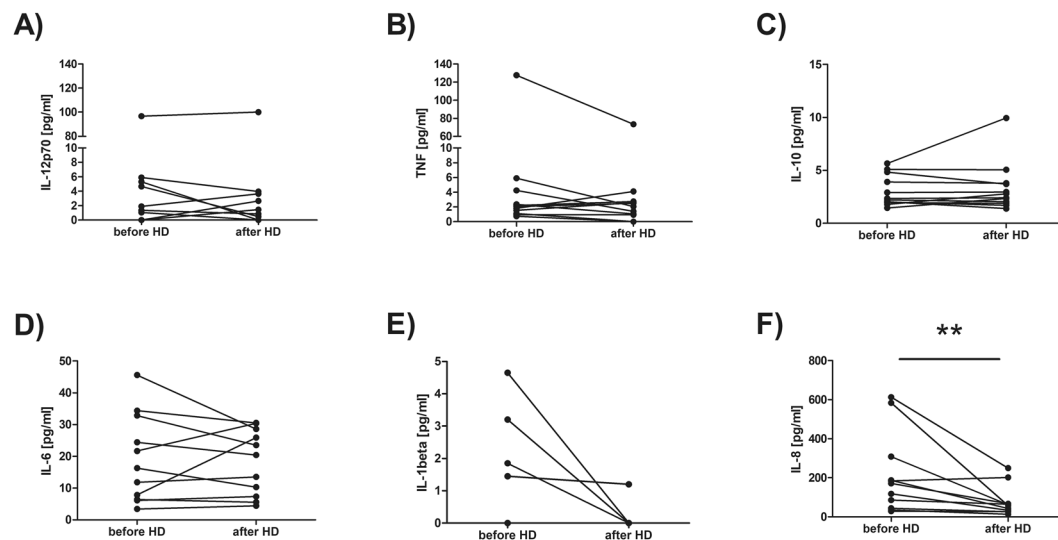 A)
IL-12p70 [pg/ml]
140
120
100
80
60
10
8
6
4
2
0
before HD
after HD
B)
TNF [pg/ml]
140
120
100
80
60
10
8
6
4
2
0
before HD
after HD
C)
IL-10 [pg/ml]
15
10
5
0
before HD
after HD
D)
IL-6 [pg/ml]
50
40
30
20
10
0
before HD
after HD
E)
IL-1beta [pg/ml]
5
4
3
2
1
0
before HD
after HD
F)
**
IL-8 [pg/ml]
800
600
400
200
0
before HD
after HD